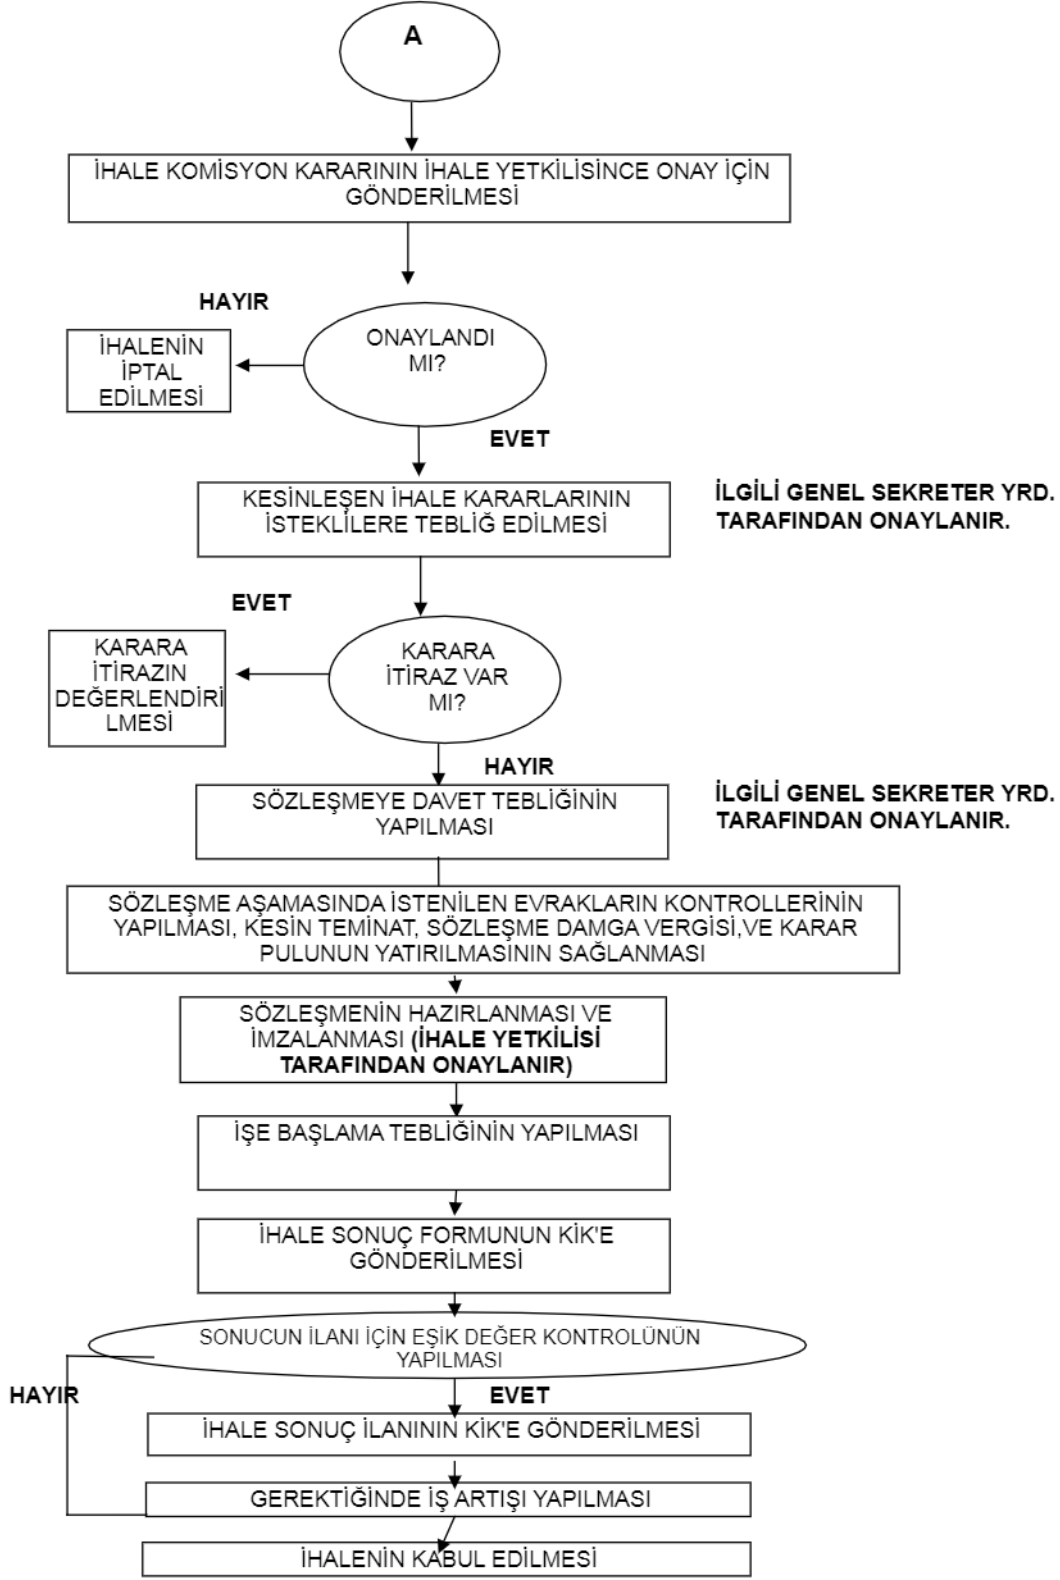 A
İHALE KOMİSYON KARARININ İHALE YETKİLİSİNCE ONAY İÇİN
GÖNDERİLMESİ
HAYIR
ONAYLANDI
MI?
İHALENİN
İPTAL
EDİLMESİ
EVET
KESİNLEŞEN İHALE KARARLARININ
İSTEKLİLERE TEBLİĞ EDİLMESİ
İLGİLİ GENEL SEKRETER YRD.
TARAFINDAN ONAYLANIR.
EVET
KARARA
İTİRAZ VAR
MI?
KARARA
İTİRAZIN
DEĞERLENDİRİ
LMESİ
HAYIR
SÖZLEŞMEYE DAVET TEBLİĞİNİN
YAPILMASI
İLGİLİ GENEL SEKRETER YRD.
TARAFINDAN ONAYLANIR.
SÖZLEŞME AŞAMASINDA İSTENİLEN EVRAKLARIN KONTROLLERİNİN
YAPILMASI, KESİN TEMİNAT, SÖZLEŞME DAMGA VERGİSİ,VE KARAR
PULUNUN YATIRILMASININ SAĞLANMASI
SÖZLEŞMENİN HAZIRLANMASI VE
İMZALANMASI (İHALE YETKİLİSİ
TARAFINDAN ONAYLANIR)
İŞE BAŞLAMA TEBLİĞİNİN YAPILMASI
İHALE SONUÇ FORMUNUN KİK'E
GÖNDERİLMESİ
SONUCUN İLANI İÇİN EŞİK DEĞER KONTROLÜNÜN
YAPILMASI
HAYIR
EVET
İHALE SONUÇ İLANININ KİK'E GÖNDERİLMESİ
GEREKTİĞİNDE İŞ ARTIŞI YAPILMASI
İHALENİN KABUL EDİLMESİ